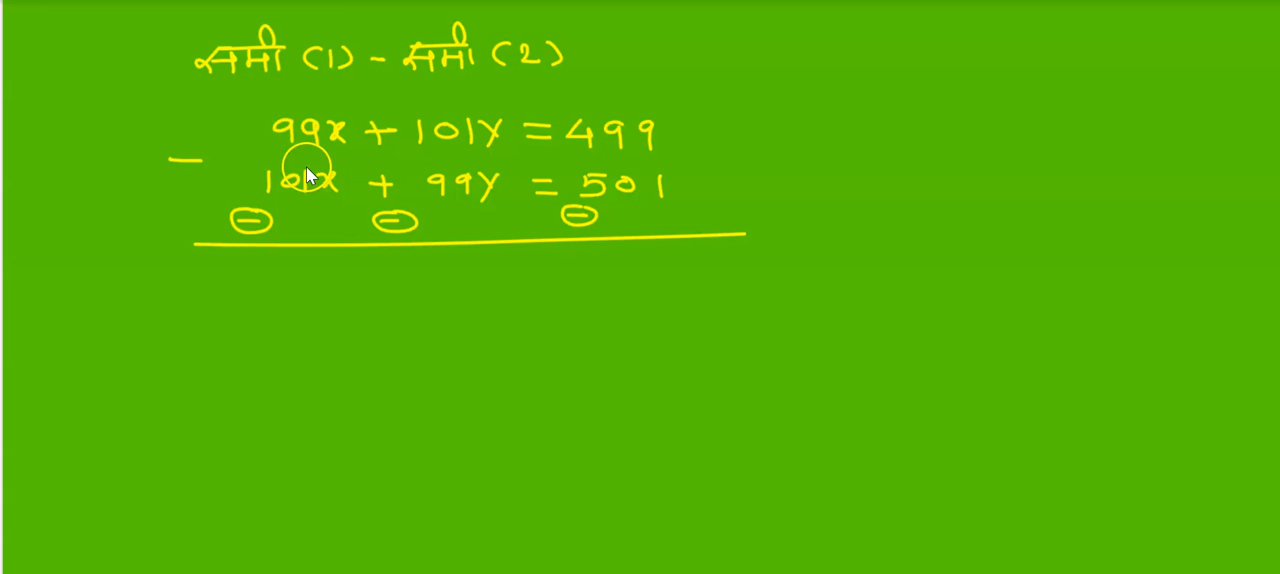 समी (1) - समी (2)
99x + 101y = 499
-
101x + 99y = 501
⊖ ⊖ ⊖